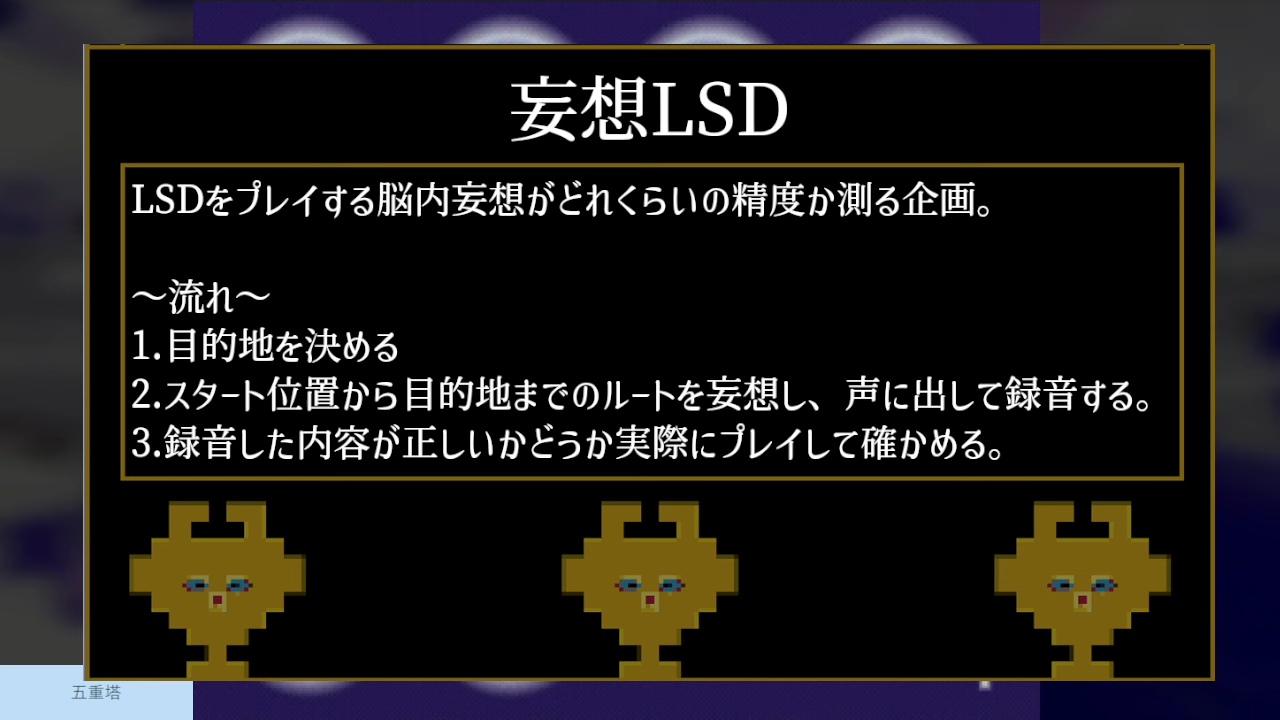 妄想LSD
LSDをプレイする脳内妄想がどれくらいの精度か測る企画。
～流れ～
1.目的地を決める
2.スタート位置から目的地までのルートを妄想し、声に出して録音する。
3.録音した内容が正しいかどうか実際にプレイして確かめる。
五重塔